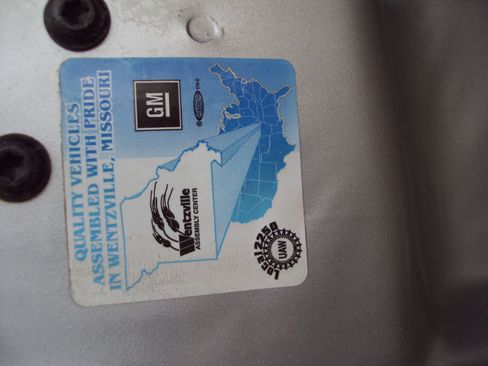 QUALITY VEHICLES
ASSEMBLED WITH PRIDE
IN WENTZVILLE, MISSOURI
GM
Wentzville
ASSEMBLY CENTER
Local 2250
UAW